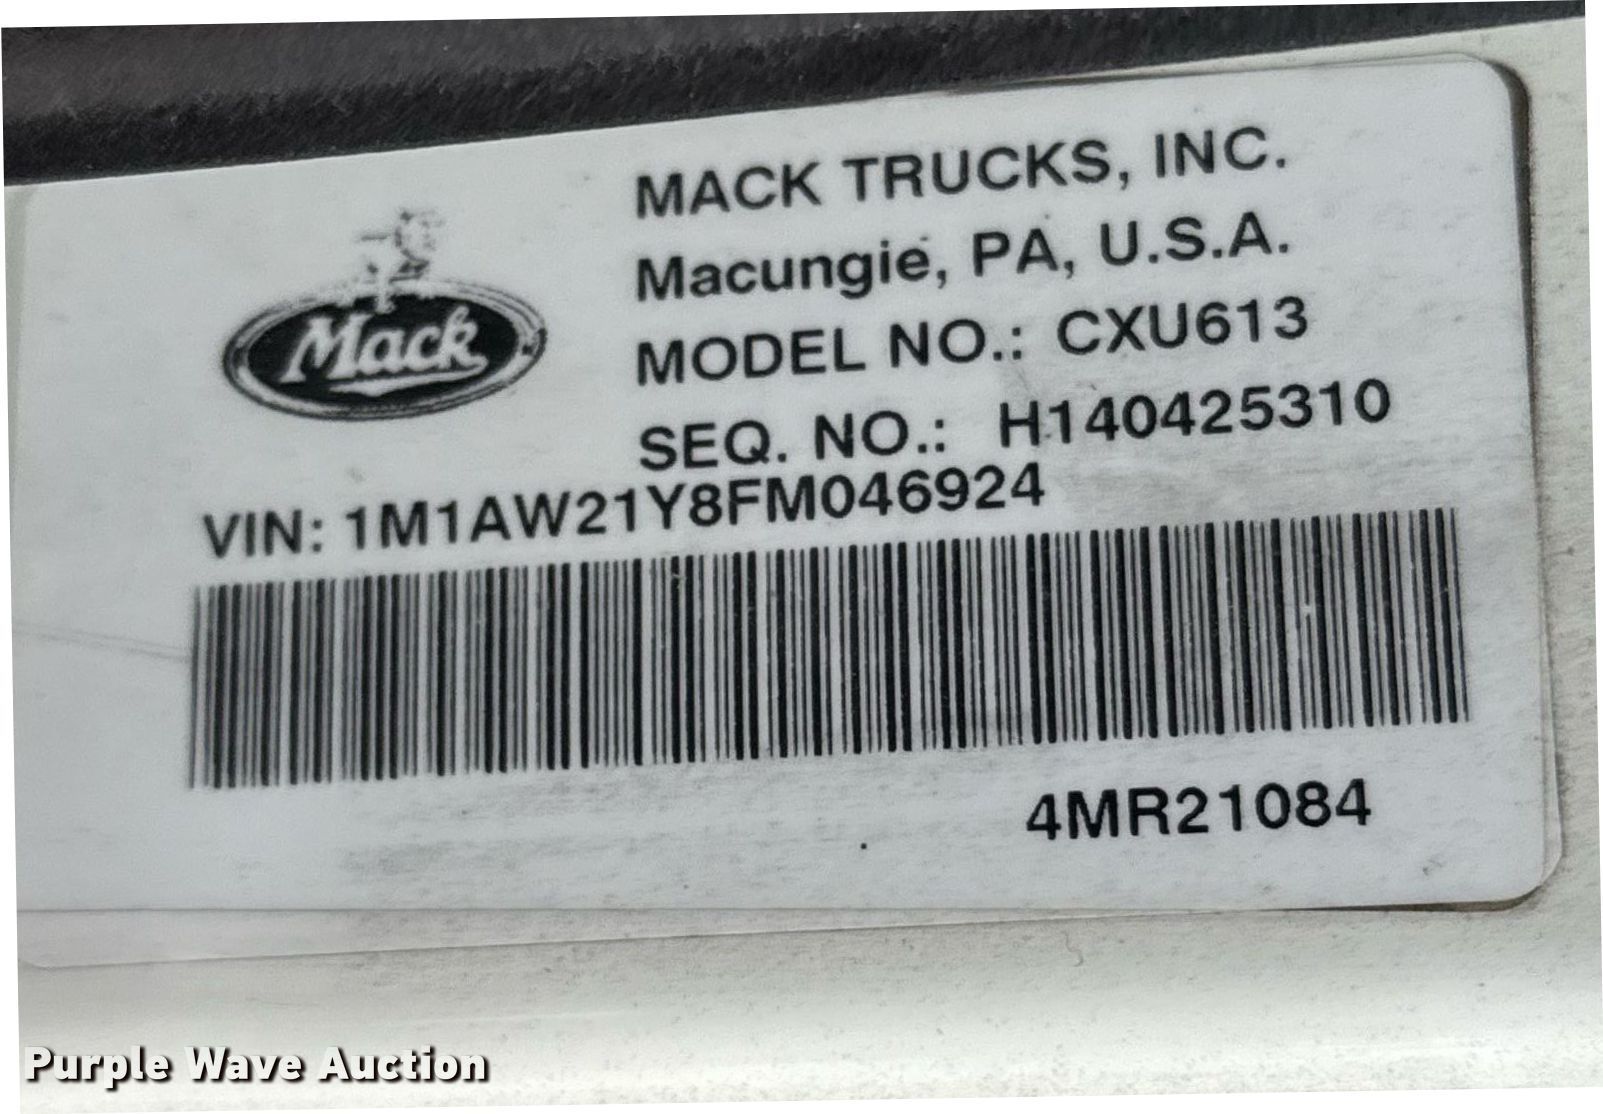 MACK TRUCKS, INC.
Macungie, PA, U.S.A.
Mack
MODEL NO.: CXU613
SEQ. NO.: H140425310
VIN: 1M1AW21Y8FM046924
4MR21084
Purple Wave Auction